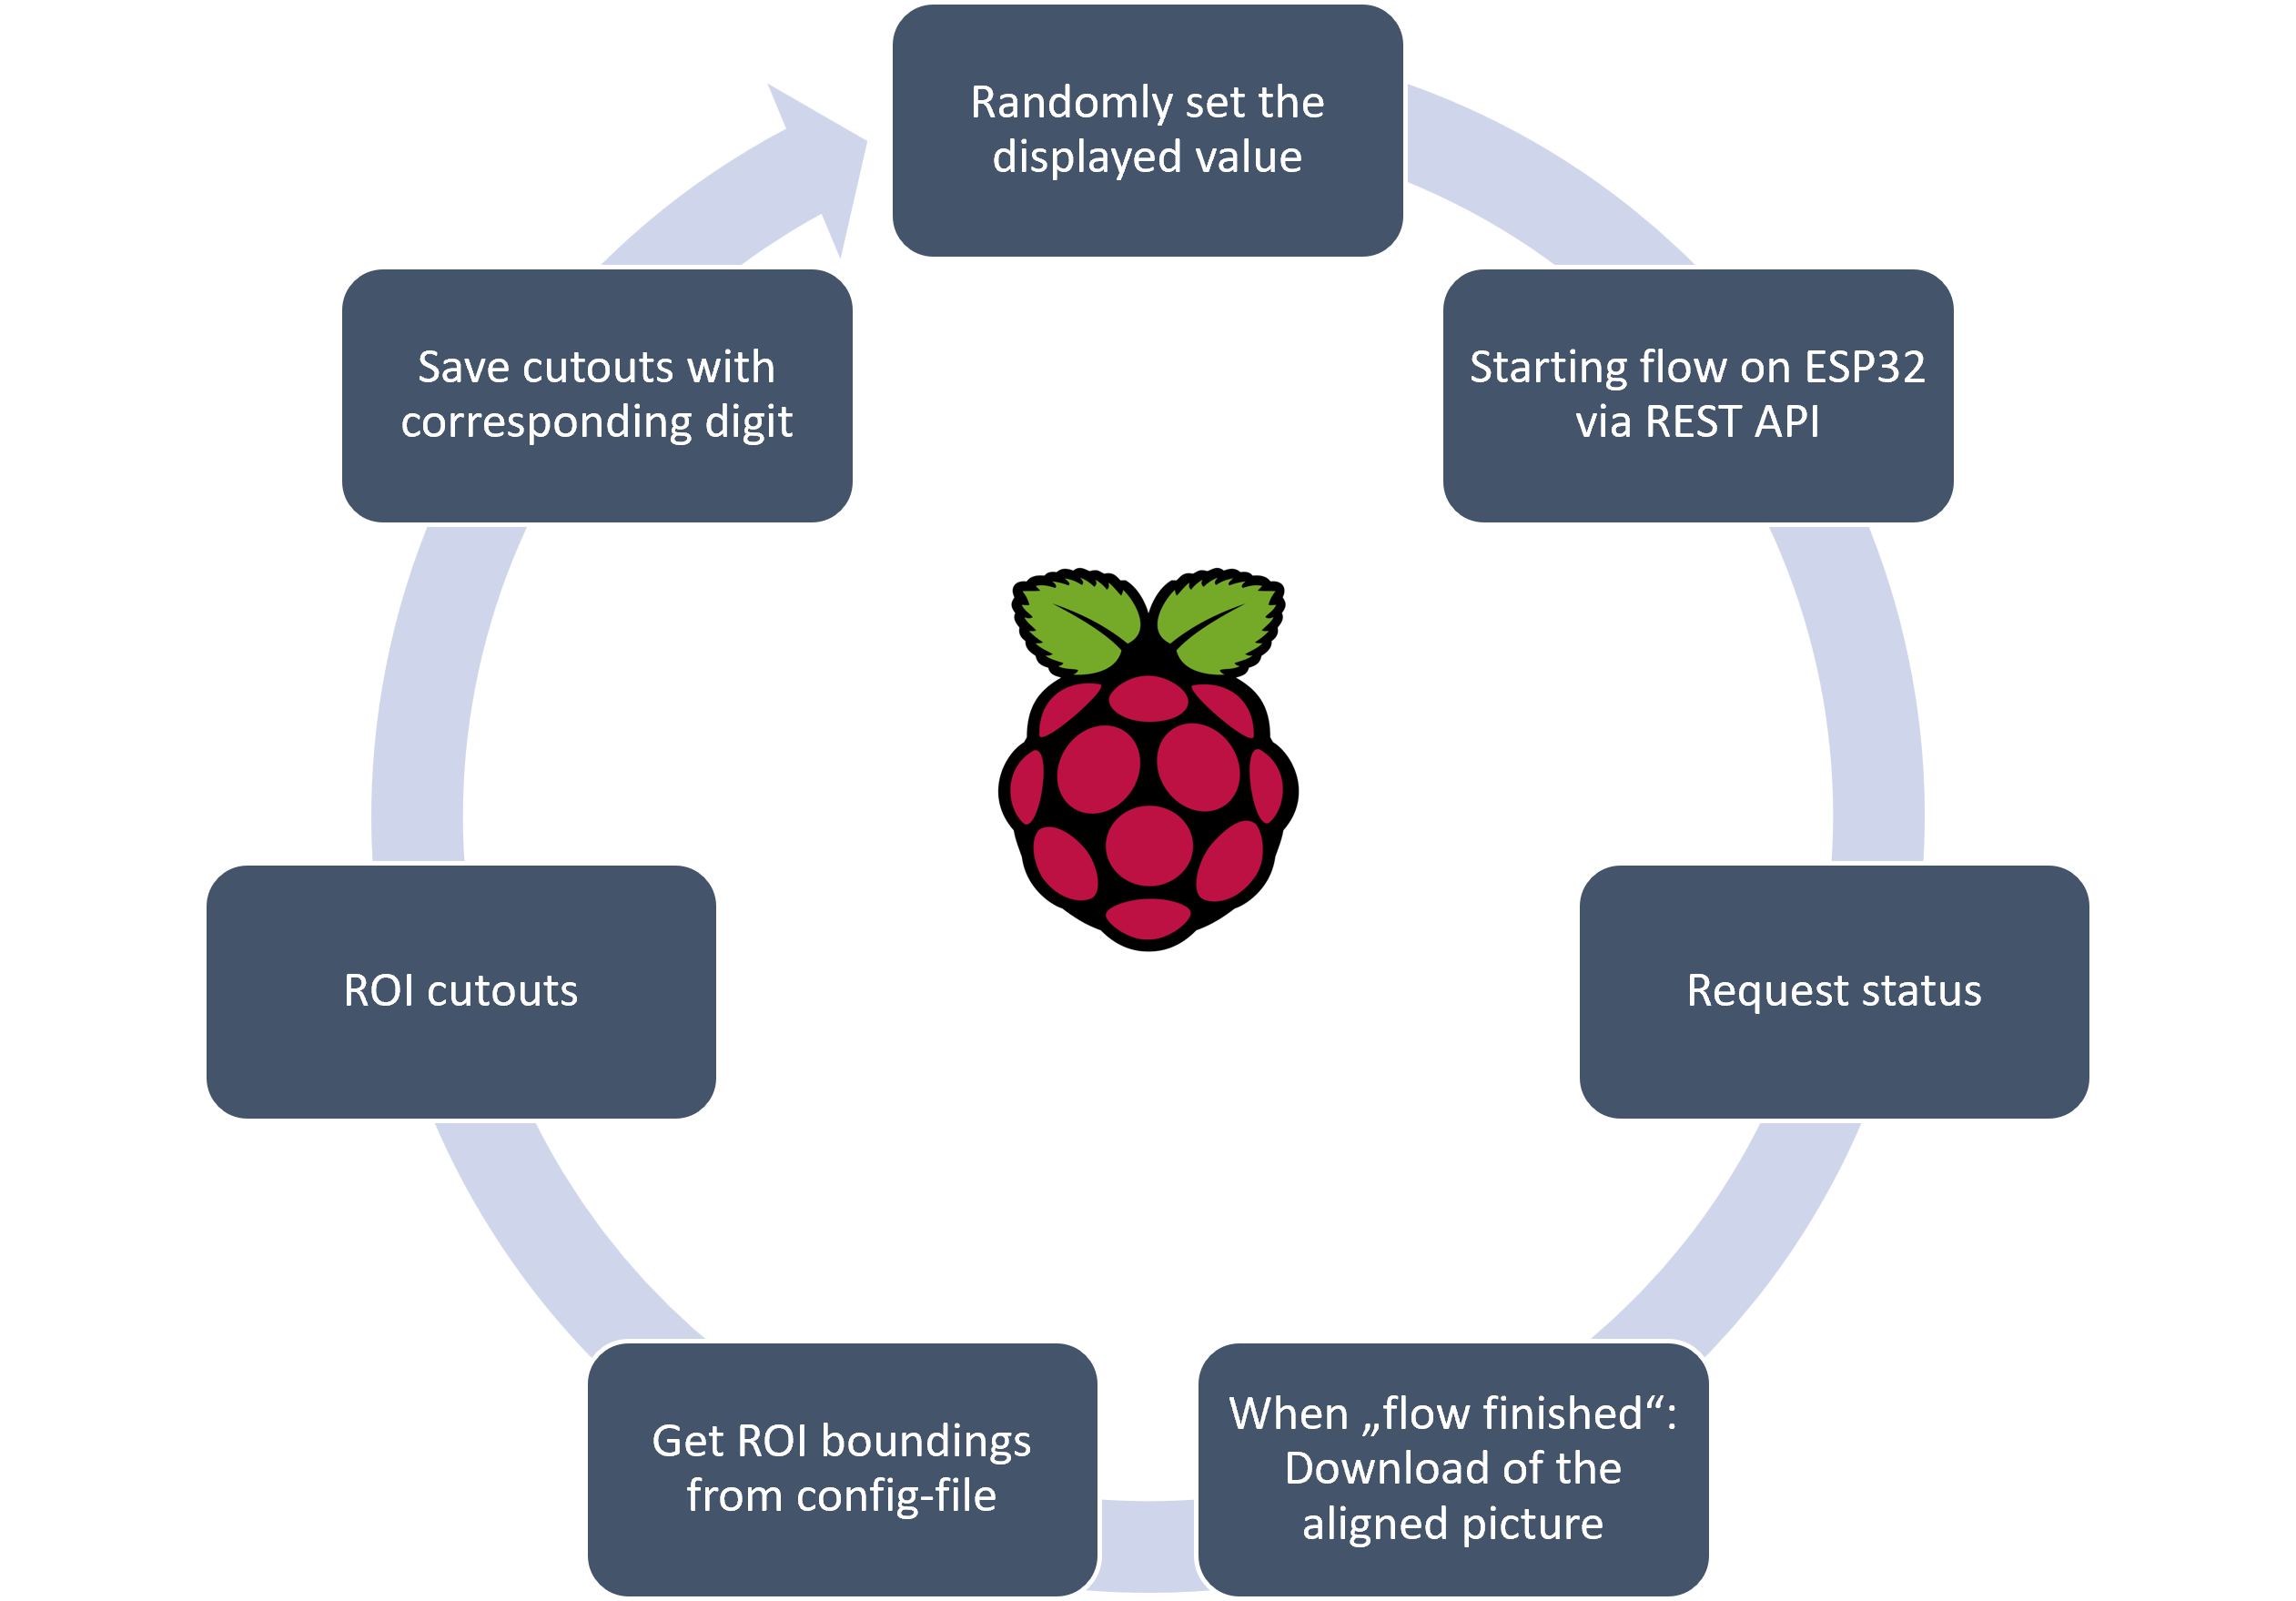 Randomly set the
displayed value
Starting flow on ESP32
via REST API
Request status
When „flow finished“:
Download of the
aligned picture
Get ROI boundings
from config-file
ROI cutouts
Save cutouts with
corresponding digit